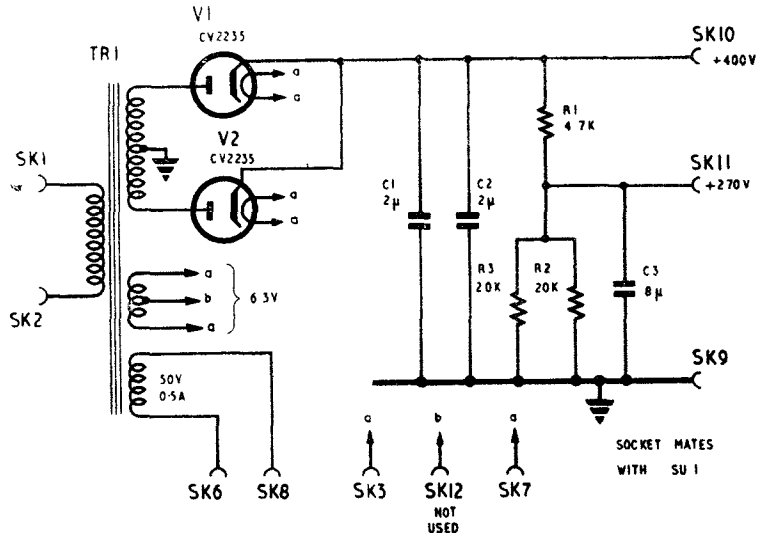 V1
CV2235
TR1
a
a
V2
CV2235
a
a
SK1
SK2
a
b
a
6.3V
50V
0.5A
SK6
SK8
SK10
+400V
R1
4.7K
SK11
+270V
C1
2µ
C2
2µ
R3
20K
R2
20K
C3
8µ
SK9
a
b
a
SK3
SK12
NOT
USED
SK7
SOCKET MATES
WITH SU 1